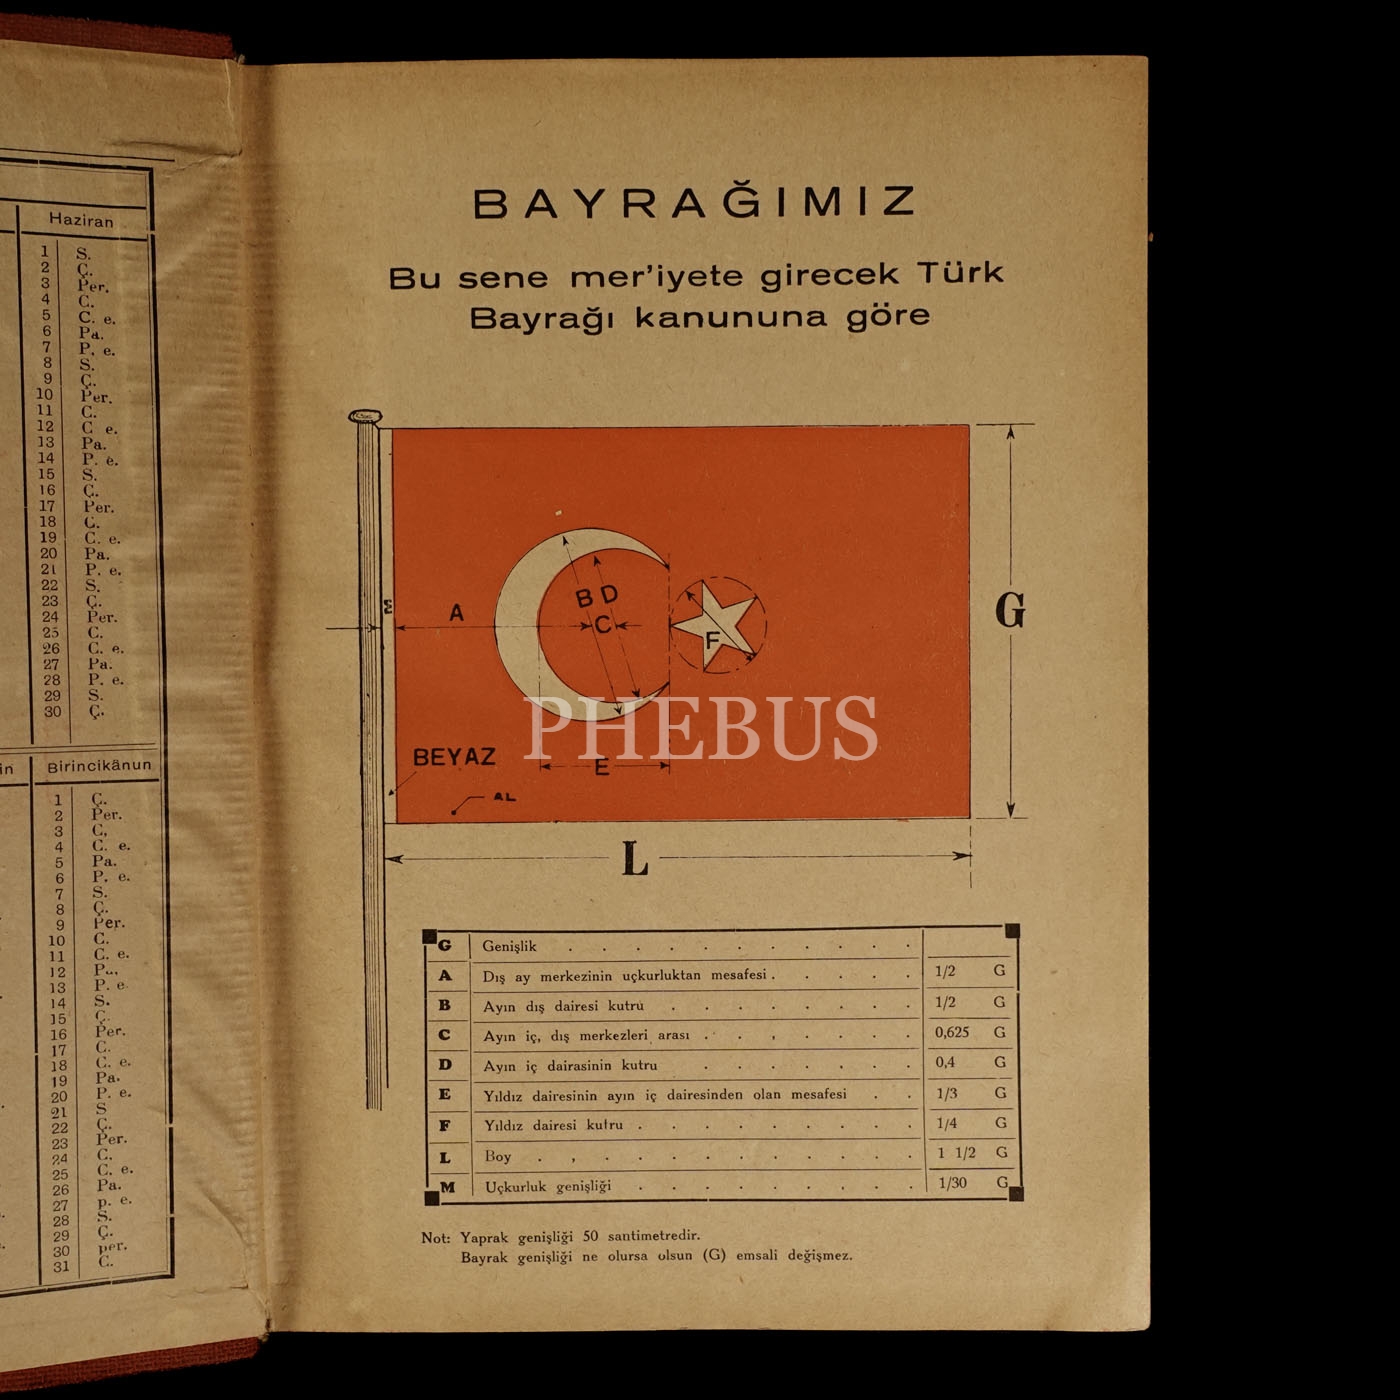 Haziran
1 S.
2 Ç.
3 Per.
4 C.
5 C. e.
6 Pa.
7 P. e.
8 S.
9 Ç.
10 Per.
11 C.
12 C e.
13 Pa.
14 P. e.
15 S.
16 Ç.
17 Per.
18 C.
19 C. e.
20 Pa.
21 P. e.
22 S.
23 Ç.
24 Per.
25 C.
26 C. e.
27 Pa.
28 P. e.
29 S.
30 Ç.
in
Birincikânun
1 Ç.
2 Per.
3 C,
4 C. e.
5 Pa.
6 P. e.
7 S.
8 Ç.
9 Per.
10 C.
11 C. e.
12
13 P. e.
14 S.
15 Ç.
16 Per.
17 C.
18 C. e.
19 Pa.
20 P. e.
21 S
22 Ç.
23 Per.
24 C.
25 C. e.
26 Pa.
27 p. e.
28 S.
29 Ç.
30 per.
31 C.
BAYRAĞIMIZ
Bu sene mer'iyete girecek Türk
Bayrağı kanununa göre
M
A
B D
C
F
G
PHEBUS
BEYAZ
E
AL
L
G Genişlik . . . . . . . . . . .
A Dış ay merkezinin uçkurluktan mesafesi . . . . . 1/2 G
B Ayın dış dairesi kutru . . . . . . . . 1/2 G
C Ayın iç, dış merkezleri arası . . . . . . . 0,625 G
D Ayın iç dairasinin kutru . . . . . . . 0,4 G
E Yıldız dairesinin ayın iç dairesinden olan mesafesi . . 1/3 G
F Yıldız dairesi kutru . . . . . . . . . 1/4 G
L Boy . , . . . . . . . . . . 1 1/2 G
M Uçkurluk genişliği . . . . . . . . . 1/30 G
Not: Yaprak genişliği 50 santimetredir.
Bayrak genişliği ne olursa olsun (G) emsali değişmez.